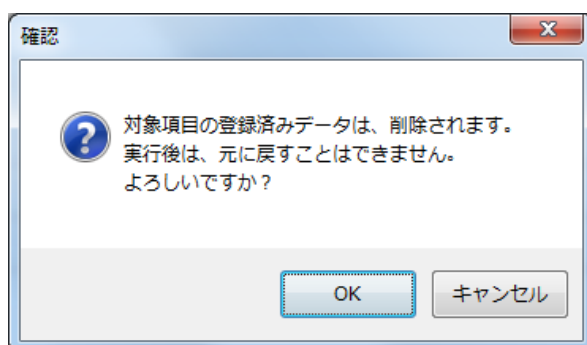 確認
対象項目の登録済みデータは、削除されます。
実行後は、元に戻すことはできません。
よろしいですか？
OK
キャンセル